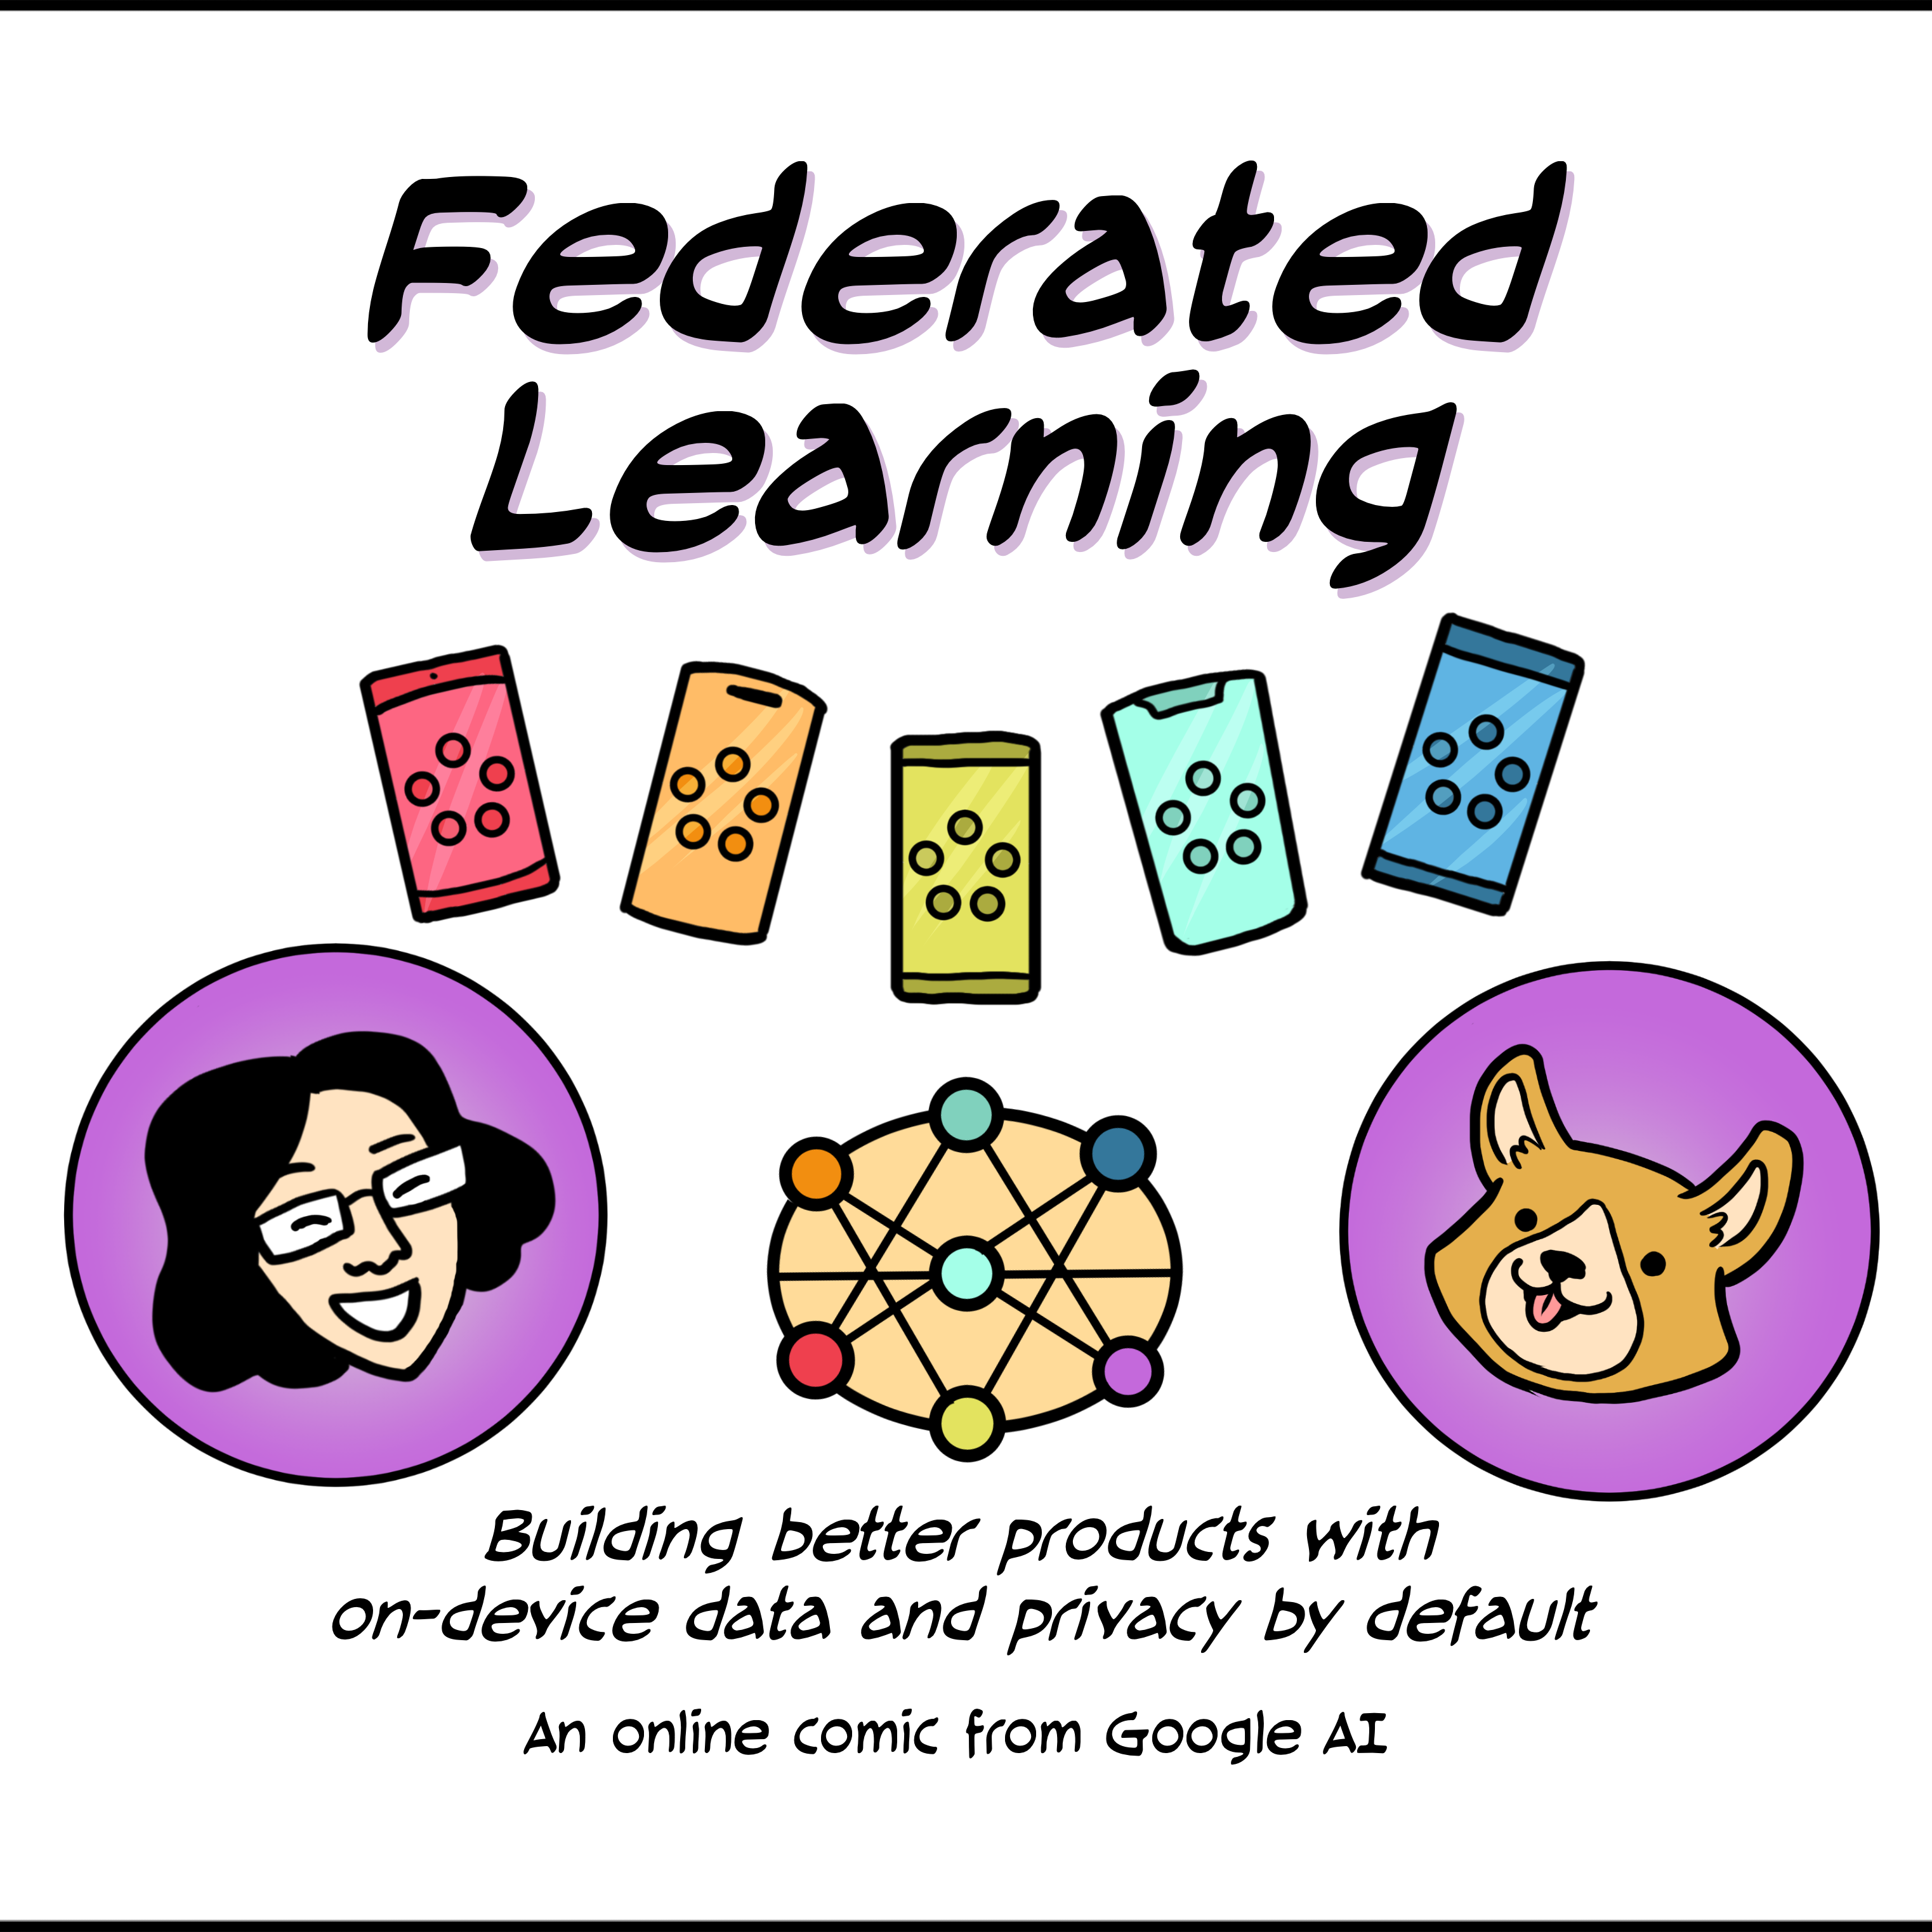 Federated
Learning
Building better products with
on-device data and privacy by default
An online comic from Google AI